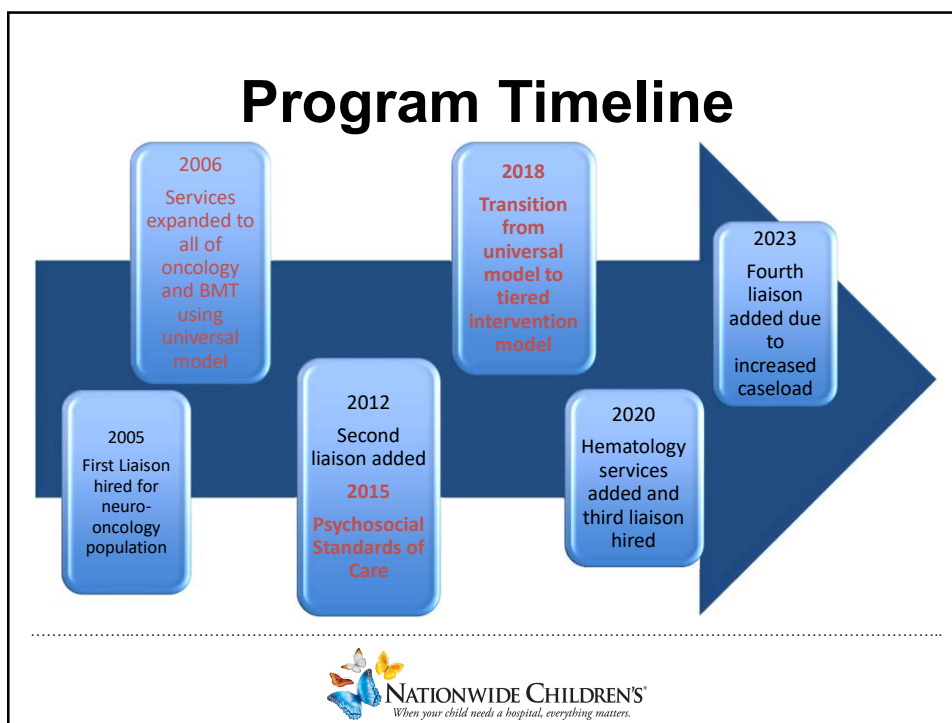 Program Timeline
2005
First Liaison
hired for
neuro-
oncology
population
2006
Services
expanded to
all of
oncology
and BMT
using
universal
model
2012
Second
liaison added
2015
Psychosocial
Standards of
Care
2018
Transition
from
universal
model to
tiered
intervention
model
2020
Hematology
services
added and
third liaison
hired
2023
Fourth
liaison
added due
to
increased
caseload
NATIONWIDE CHILDREN'S®
When your child needs a hospital, everything matters.